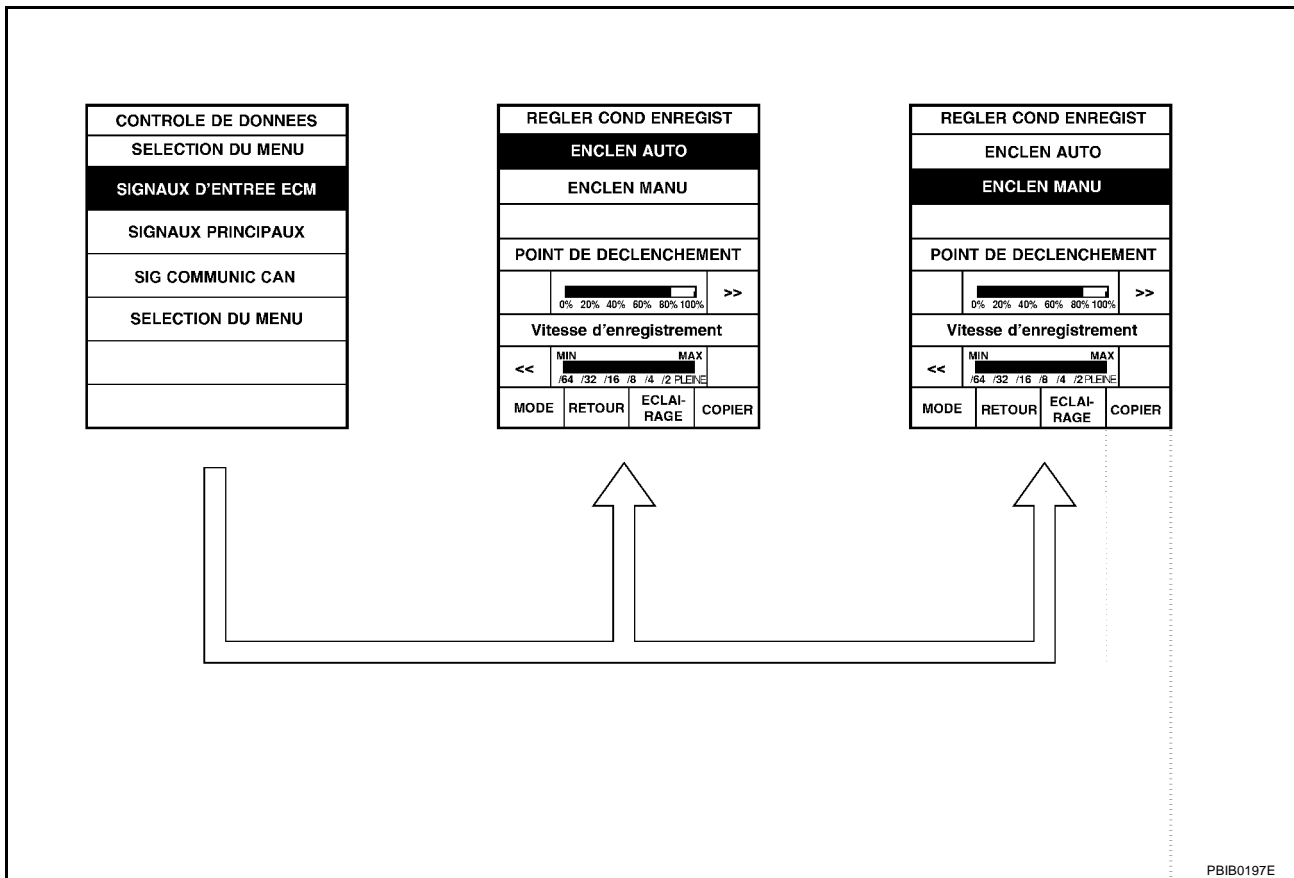 CONTROLE DE DONNEES
SELECTION DU MENU
SIGNAUX D'ENTREE ECM
SIGNAUX PRINCIPAUX
SIG COMMUNIC CAN
SELECTION DU MENU
REGLER COND ENREGIST
ENCLEN AUTO
ENCLEN MANU
POINT DE DECLENCHEMENT
>>
0% 20% 40% 60% 80% 100%
Vitesse d'enregistrement
MIN MAX
<<
/64 /32 /16 /8 /4 /2 PLEINE
MODE RETOUR ECLAI-
RAGE COPIER
REGLER COND ENREGIST
ENCLEN AUTO
ENCLEN MANU
POINT DE DECLENCHEMENT
>>
0% 20% 40% 60% 80% 100%
Vitesse d'enregistrement
MIN MAX
<<
/64 /32 /16 /8 /4 /2 PLEINE
MODE RETOUR ECLAI-
RAGE COPIER
PBIB0197E